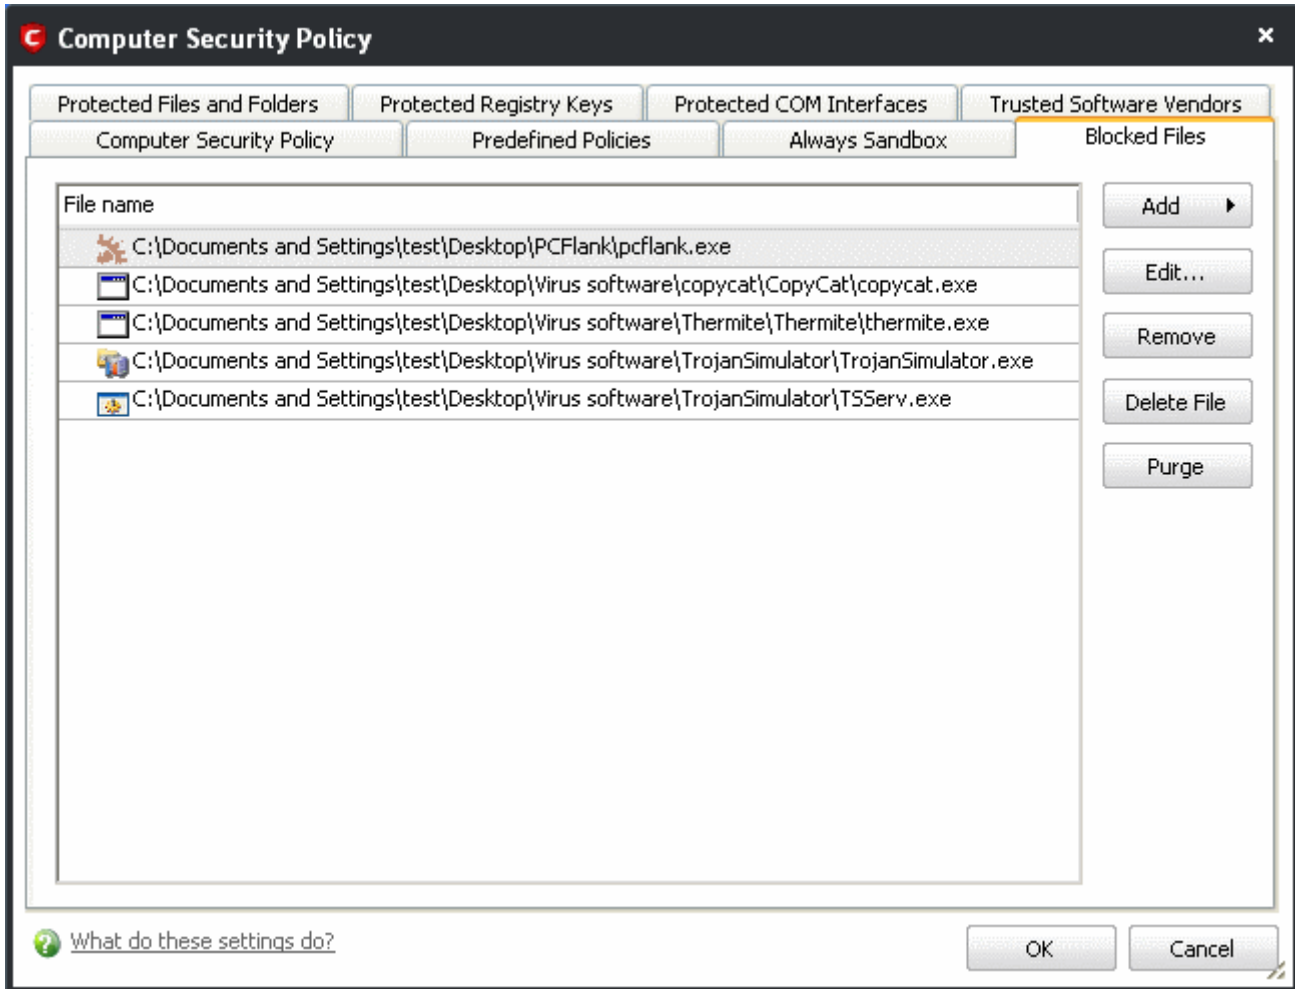 Computer Security Policy
Protected Files and Folders
Protected Registry Keys
Protected COM Interfaces
Trusted Software Vendors
Computer Security Policy
Predefined Policies
Always Sandbox
Blocked Files
File name
C:\Documents and Settings\test\Desktop\PCFlank\pcflank.exe
C:\Documents and Settings\test\Desktop\Virus software\copycat\CopyCat\copycat.exe
C:\Documents and Settings\test\Desktop\Virus software\Thermite\Thermite\thermite.exe
C:\Documents and Settings\test\Desktop\Virus software\TrojanSimulator\TrojanSimulator.exe
C:\Documents and Settings\test\Desktop\Virus software\TrojanSimulator\TSServ.exe
Add
Edit...
Remove
Delete File
Purge
What do these settings do?
OK
Cancel